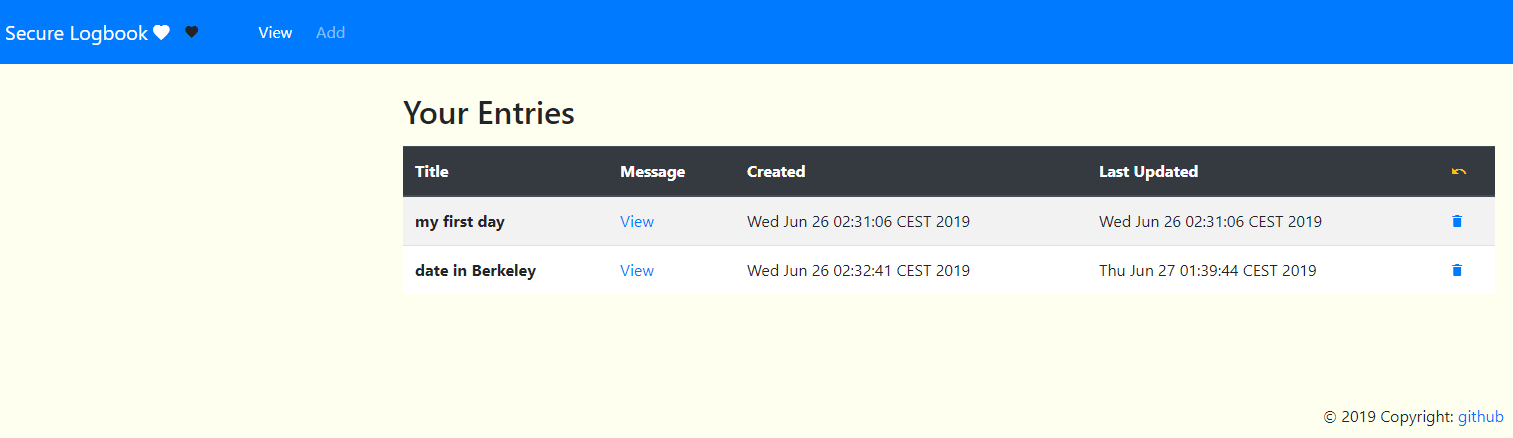 Secure Logbook View Add
Your Entries
Title Message Created Last Updated
my first day View Wed Jun 26 02:31:06 CEST 2019 Wed Jun 26 02:31:06 CEST 2019
date in Berkeley View Wed Jun 26 02:32:41 CEST 2019 Thu Jun 27 01:39:44 CEST 2019
© 2019 Copyright: github